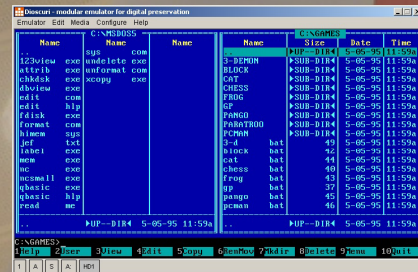 Dioscuri - modular emulator for digital preservation
Emulator Edit Media Configure Help
C:\MSDOS5
Name Name Name
.. sys com
123view exe undelete exe
attrib exe unformat com
chkdsk exe xcopy exe
dbview exe
edit com
edit hlp
fdisk exe
format com
himem sys
jef txt
label exe
mem exe
nc exe
ncsmall exe
qbasic exe
qbasic hlp
read me
.. ►UP--DIR◄ 5-05-95 11:59a
C:\GAMES
Name Size Date Time
.. ►UP--DIR◄ 5-05-95 11:59a
3-DEMON ►SUB-DIR◄ 5-05-95 11:59a
BLOCK ►SUB-DIR◄ 5-05-95 11:59a
CAT ►SUB-DIR◄ 5-05-95 11:59a
CHESS ►SUB-DIR◄ 5-05-95 11:59a
FROG ►SUB-DIR◄ 5-05-95 11:59a
GP ►SUB-DIR◄ 5-05-95 11:59a
PANGO ►SUB-DIR◄ 5-05-95 11:59a
PARATROO ►SUB-DIR◄ 5-05-95 11:59a
PCMAN ►SUB-DIR◄ 5-05-95 11:59a
3-d bat 49 5-05-95 11:59a
block bat 42 5-05-95 11:59a
cat bat 44 5-05-95 11:59a
chess bat 40 5-05-95 11:59a
frog bat 43 5-05-95 11:59a
gp bat 37 5-05-95 11:59a
pango bat 45 5-05-95 11:59a
pcman bat 46 5-05-95 11:59a
.. ►UP--DIR◄ 5-05-95 11:59a
C:\GAMES>
1Help 2User 3View 4Edit 5Copy 6RenMov 7Mkdir 8Delete 9Menu 10Quit
1 A S A: HD1